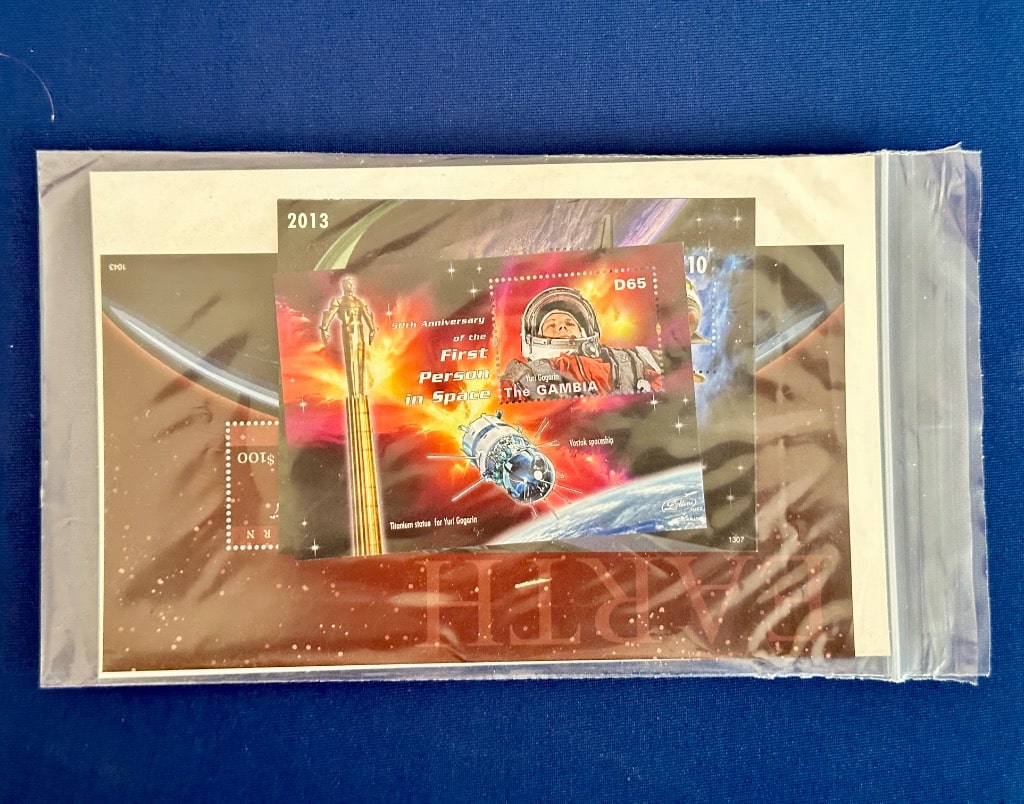 2013
10
1043
D65
50th Anniversary
of the
First
Person
in Space
Yuri Gagarin
The GAMBIA
Vostok spaceship
$100
Titanium statue for Yuri Gagarin
1307
EARTH